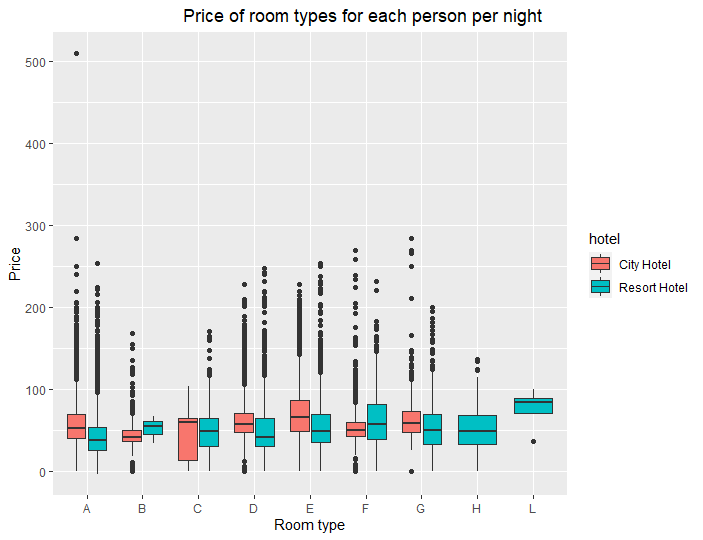 Price of room types for each person per night
500
400
300
200
100
0
Price
A B C D E F G H L
Room type
hotel
City Hotel
Resort Hotel